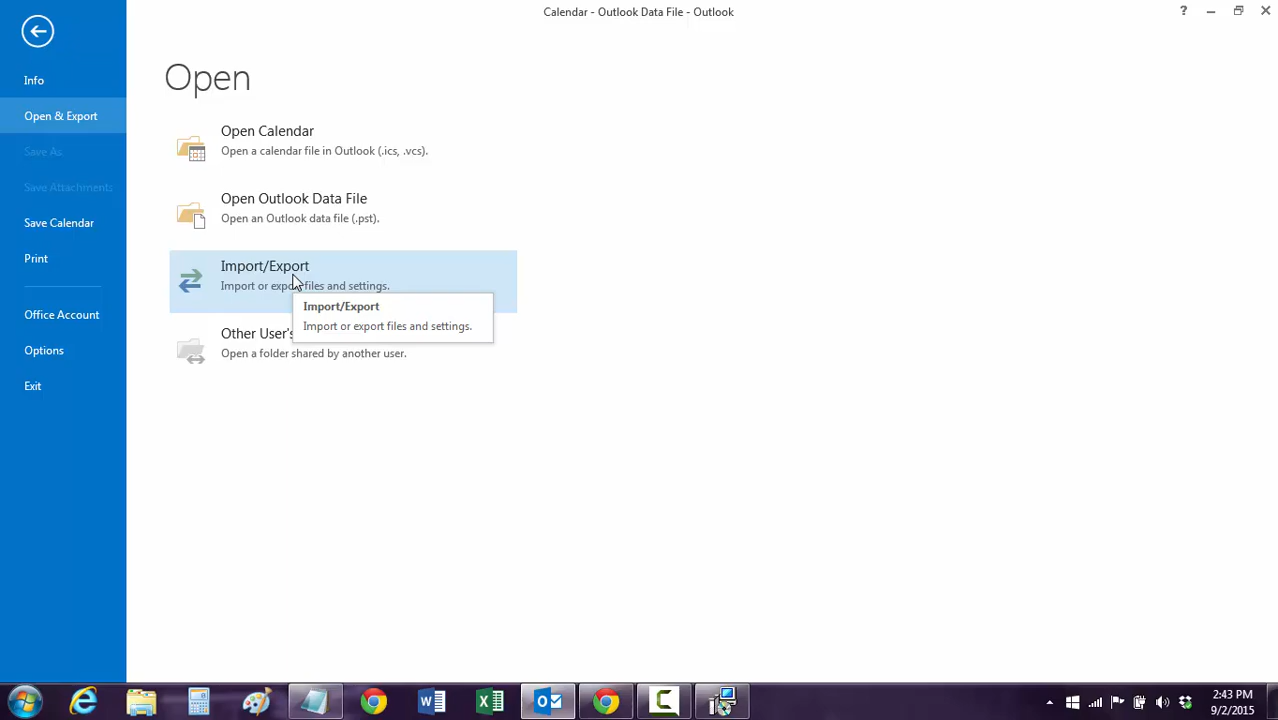 Calendar - Outlook Data File - Outlook
?
Info
Open & Export
Save As
Save Attachments
Save Calendar
Print
Office Account
Options
Exit
Open
Open Calendar
Open a calendar file in Outlook (.ics, .vcs).
Open Outlook Data File
Open an Outlook data file (.pst).
Import/Export
Import or export files and settings.
Import/Export
Import or export files and settings.
Other User's
Open a folder shared by another user.
2:43 PM
9/2/2015